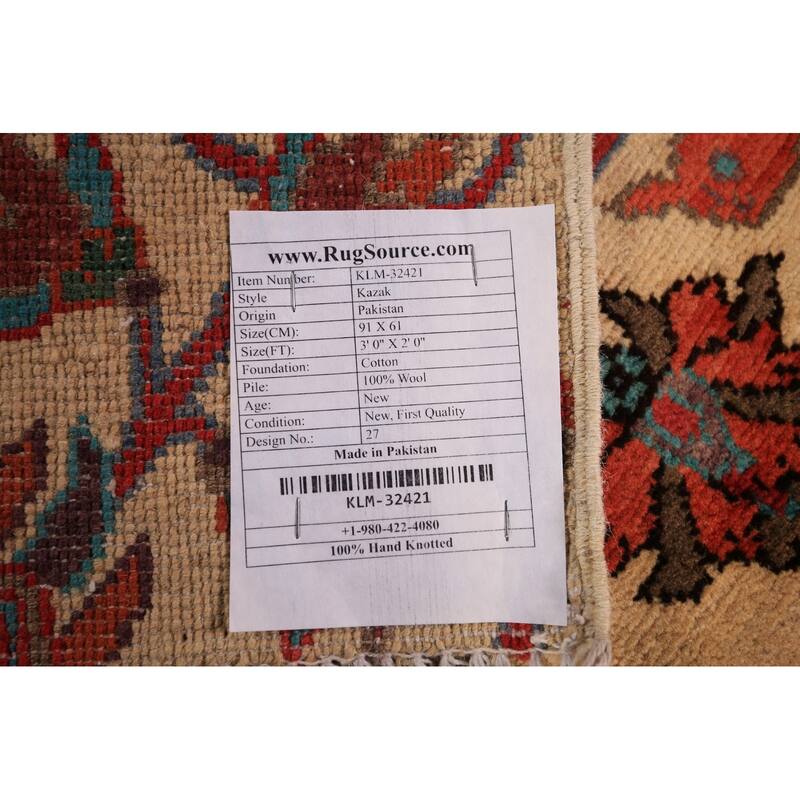 www.RugSource.com
Item Number: KLM-32421
Style Kazak
Origin Pakistan
Size(CM): 91 X 61
Size(FT): 3' 0" X 2' 0"
Foundation: Cotton
Pile: 100% Wool
Age: New
Condition: New, First Quality
Design No.: 27
Made in Pakistan
KLM-32421
+1-980-422-4080
100% Hand Knotted